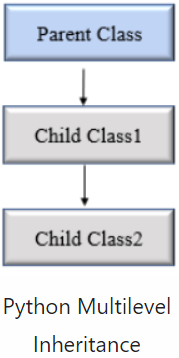 Parent Class
Child Class1
Child Class2
Python Multilevel
Inheritance